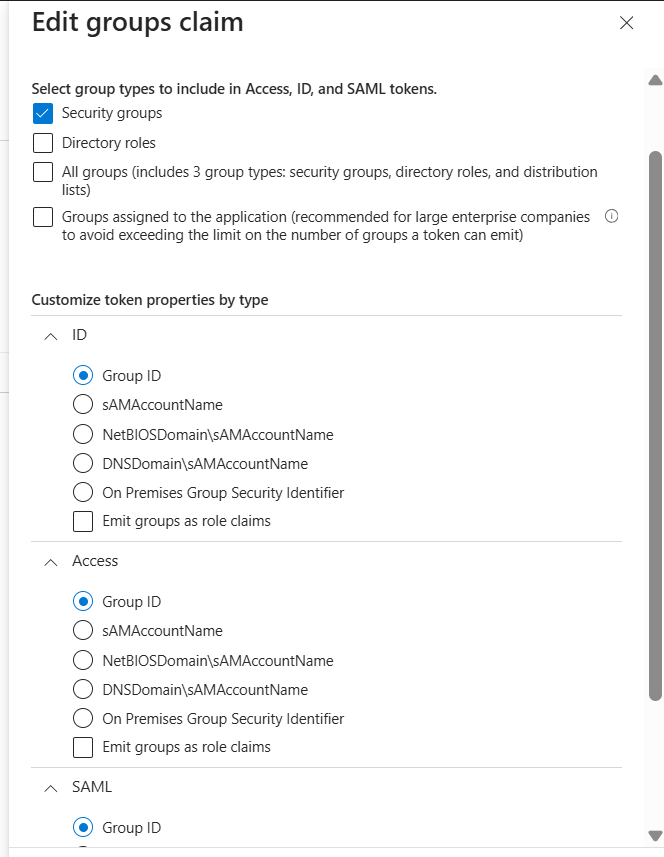 Edit groups claim
Select group types to include in Access, ID, and SAML tokens.
Security groups
Directory roles
All groups (includes 3 group types: security groups, directory roles, and distribution
lists)
Groups assigned to the application (recommended for large enterprise companies
to avoid exceeding the limit on the number of groups a token can emit)
Customize token properties by type
ID
Group ID
sAMAccountName
NetBIOSDomain\sAMAccountName
DNSDomain\sAMAccountName
On Premises Group Security Identifier
Emit groups as role claims
Access
Group ID
sAMAccountName
NetBIOSDomain\sAMAccountName
DNSDomain\sAMAccountName
On Premises Group Security Identifier
Emit groups as role claims
SAML
Group ID